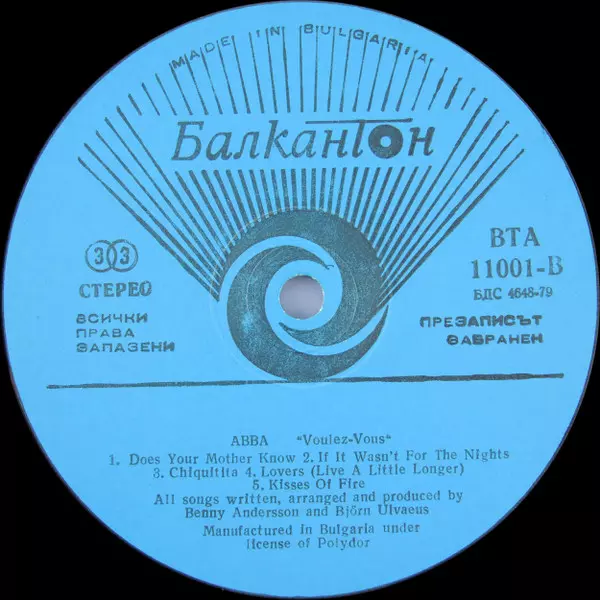 MADE IN BULGARIA
Балкантон
33
СТЕРЕО
ВСИЧКИ
ПРАВА
ЗАПАЗЕНИ
ВТА
11001-В
БДС 4648-79
ПРЕЗАПИСЪТ
ЗАБРАНЕН
ABBA "Voulez-Vous"
1. Does Your Mother Know 2. If It Wasn't For The Nights
3. Chiquitita 4. Lovers (Live A Little Longer)
5. Kisses Of Fire
All songs written, arranged and produced by
Benny Andersson and Björn Ulvaeus
Manufactured in Bulgaria under
license of Polydor